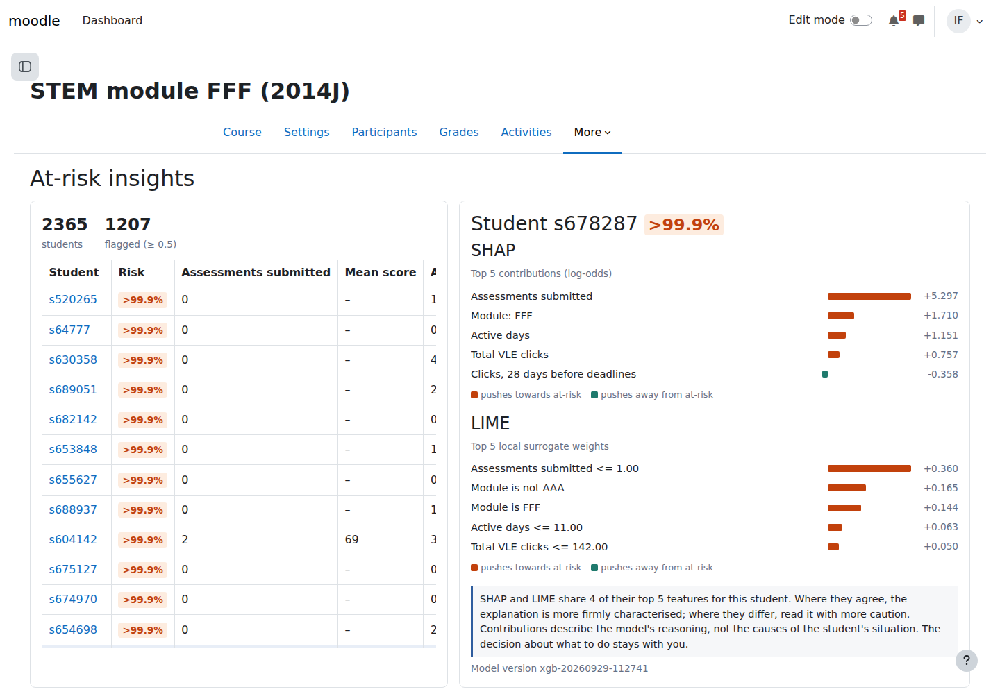 moodle Dashboard Edit mode 5 IF
STEM module FFF (2014J)
Course Settings Participants Grades Activities More
At-risk insights
2365 1207
students flagged (≥ 0.5)
Student Risk Assessments submitted Mean score A
s520265 >99.9% 0 – 1
s64777 >99.9% 0 – 0
s630358 >99.9% 0 – 4
s689051 >99.9% 0 – 2
s682142 >99.9% 0 – 0
s653848 >99.9% 0 – 1
s655627 >99.9% 0 – 0
s688937 >99.9% 0 – 1
s604142 >99.9% 2 69 3
s675127 >99.9% 0 – 0
s674970 >99.9% 0 – 0
s654698 >99.9% 0 – 2
Student s678287 >99.9%
SHAP
Top 5 contributions (log-odds)
Assessments submitted +5.297
Module: FFF +1.710
Active days +1.151
Total VLE clicks +0.757
Clicks, 28 days before deadlines -0.358
pushes towards at-risk pushes away from at-risk
LIME
Top 5 local surrogate weights
Assessments submitted <= 1.00 +0.360
Module is not AAA +0.165
Module is FFF +0.144
Active days <= 11.00 +0.063
Total VLE clicks <= 142.00 +0.050
pushes towards at-risk pushes away from at-risk
SHAP and LIME share 4 of their top 5 features for this student. Where they agree, the
explanation is more firmly characterised; where they differ, read it with more caution.
Contributions describe the model's reasoning, not the causes of the student's situation. The
decision about what to do stays with you.
Model version xgb-20260929-112741
?